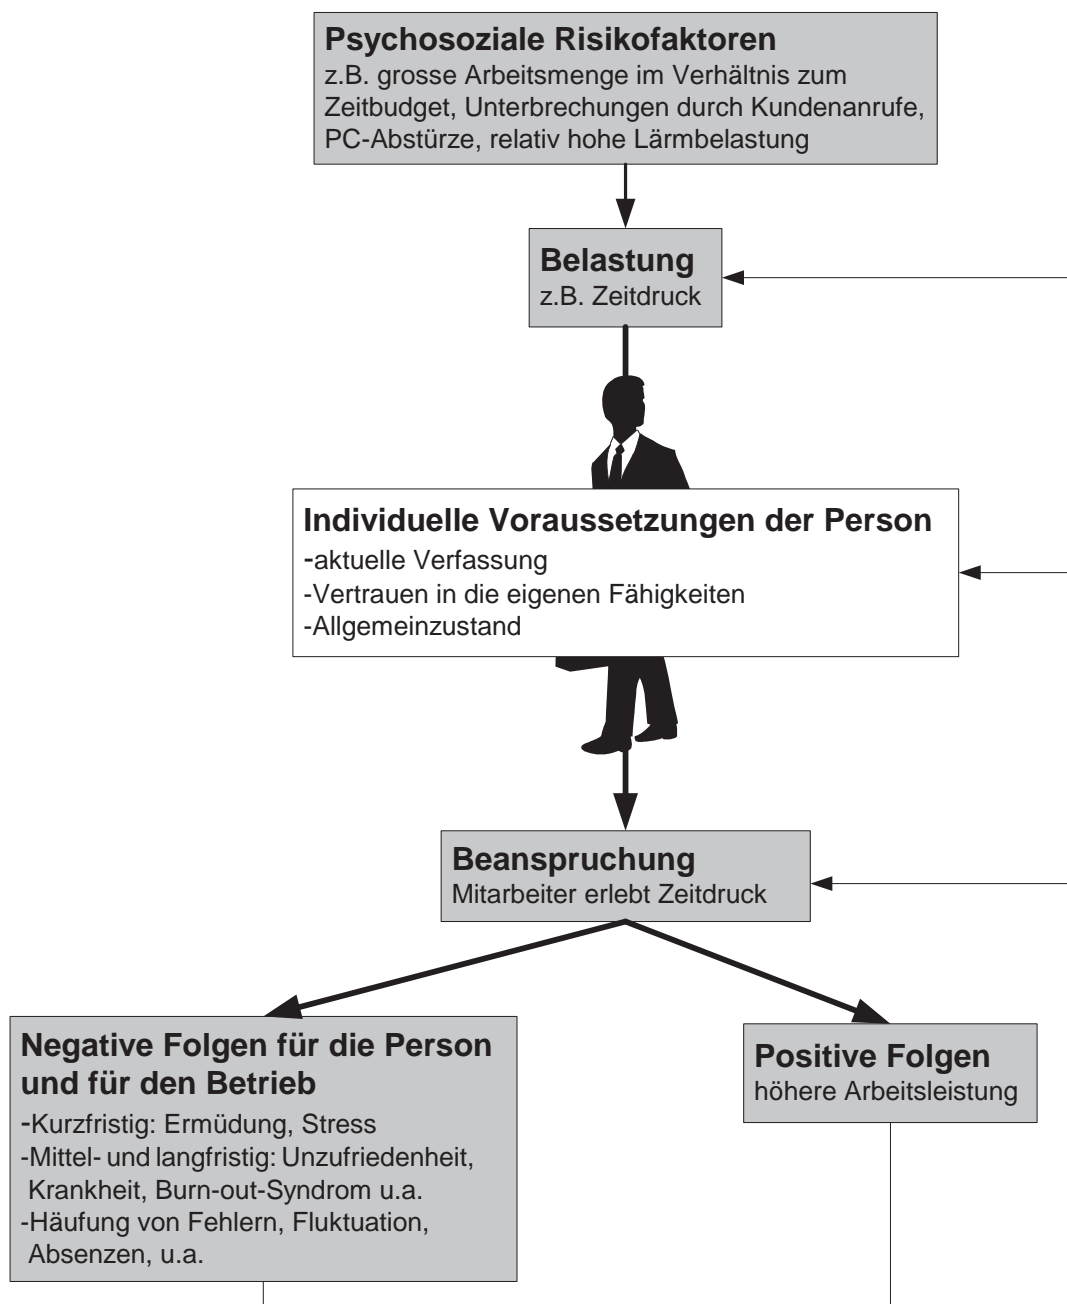 Psychosoziale Risikofaktoren
z.B. grosse Arbeitsmenge im Verhältnis zum
Zeitbudget, Unterbrechungen durch Kundenanrufe,
PC-Abstürze, relativ hohe Lärmbelastung
Belastung
z.B. Zeitdruck
Individuelle Voraussetzungen der Person
-aktuelle Verfassung
-Vertrauen in die eigenen Fähigkeiten
-Allgemeinzustand
Beanspruchung
Mitarbeiter erlebt Zeitdruck
Negative Folgen für die Person
und für den Betrieb
-Kurzfristig: Ermüdung, Stress
-Mittel- und langfristig: Unzufriedenheit,
Krankheit, Burn-out-Syndrom u.a.
-Häufung von Fehlern, Fluktuation,
Absenzen, u.a.
Positive Folgen
höhere Arbeitsleistung